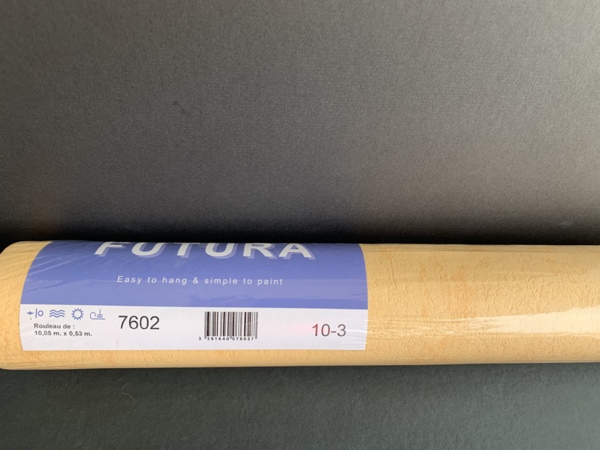 FUTURA
Easy to hang & simple to paint
Rouleau de :
10,05 m. x 0,53 m.
7602
10-3